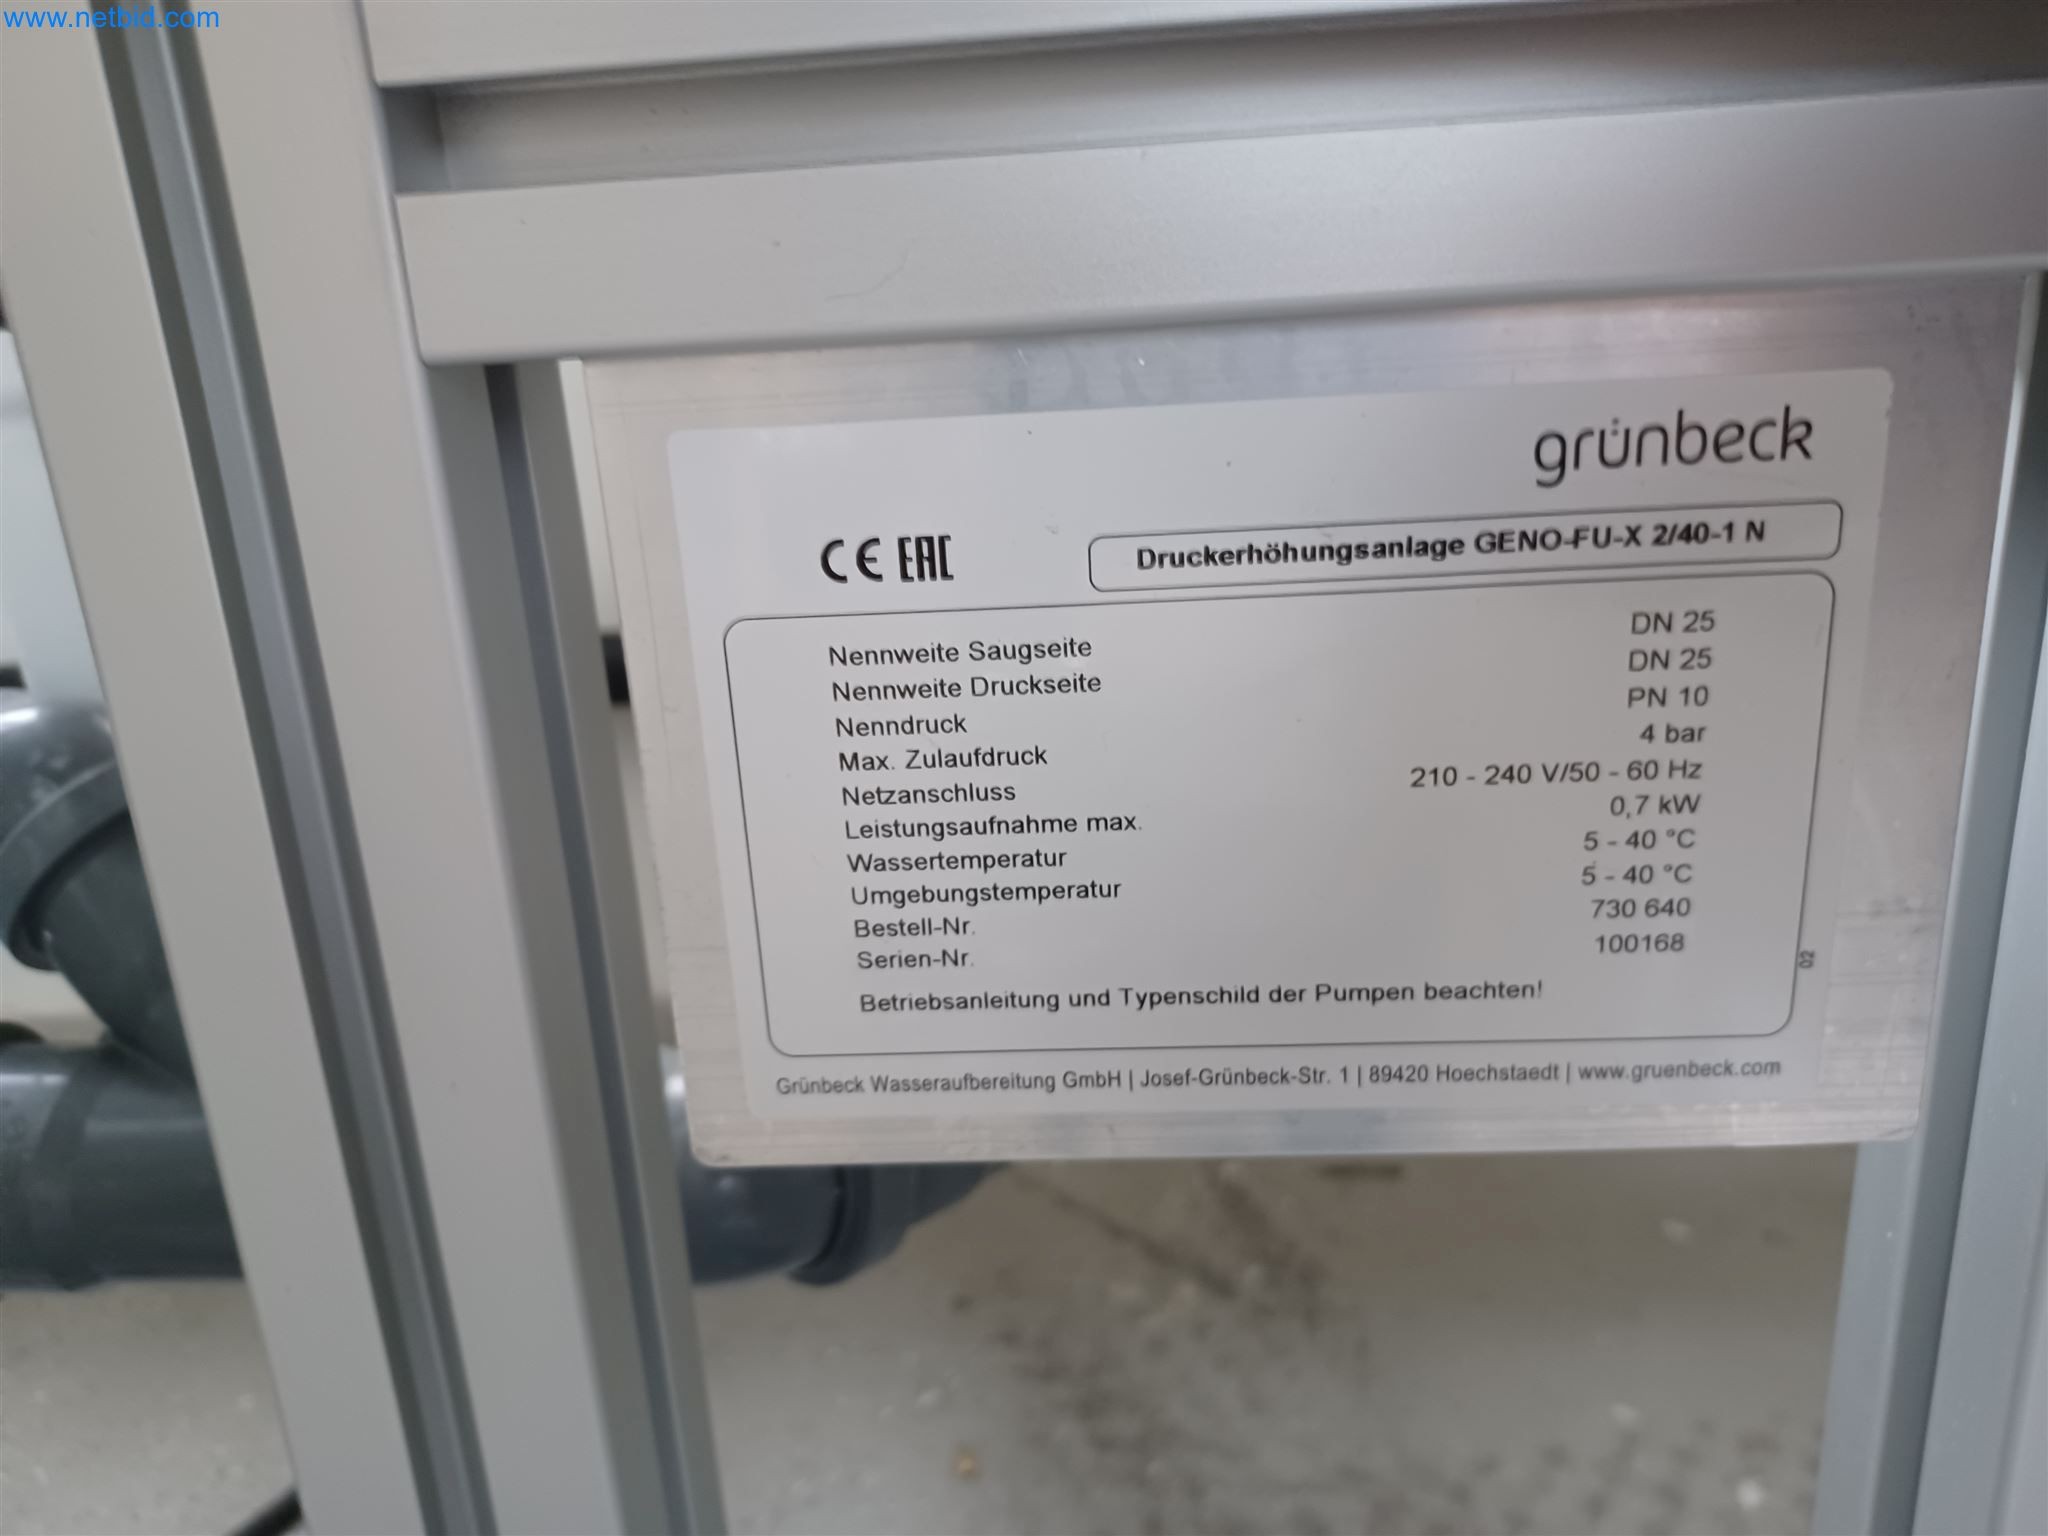 www.netbid.com
grünbeck
CE EAC
Druckerhöhungsanlage GENO-FU-X 2/40-1 N
Nennweite Saugseite DN 25
Nennweite Druckseite DN 25
Nenndruck PN 10
Max. Zulaufdruck 4 bar
Netzanschluss 210 - 240 V/50 - 60 Hz
Leistungsaufnahme max. 0,7 kW
Wassertemperatur 5 - 40 °C
Umgebungstemperatur 5 - 40 °C
Bestell-Nr. 730 640
Serien-Nr. 100168
02
Betriebsanleitung und Typenschild der Pumpen beachten!
Grünbeck Wasseraufbereitung GmbH | Josef-Grünbeck-Str. 1 | 89420 Hoechstaedt | www.gruenbeck.com